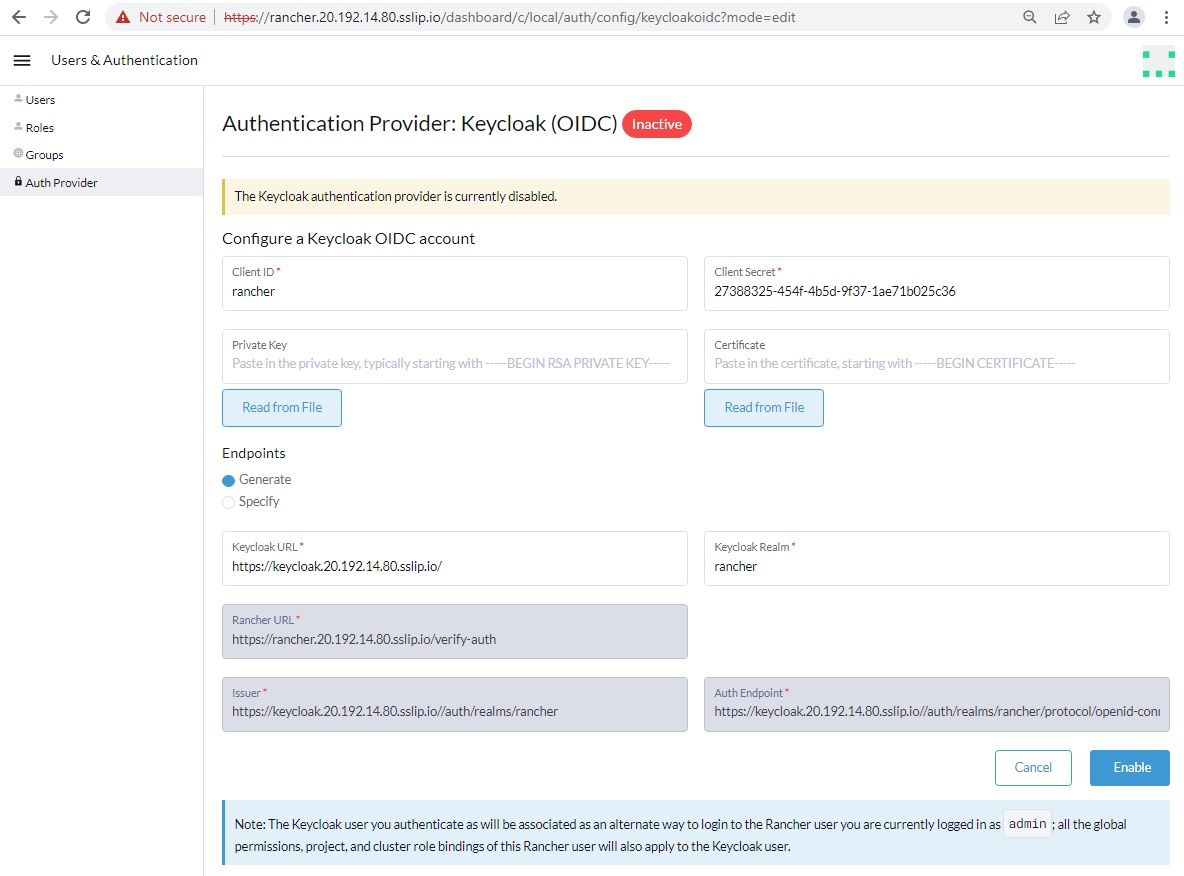 Not secure
https://rancher.20.192.14.80.sslip.io/dashboard/c/local/auth/config/keycloakoidc?mode=edit
Users & Authentication
Users
Roles
Groups
Auth Provider
Authentication Provider: Keycloak (OIDC) Inactive
The Keycloak authentication provider is currently disabled.
Configure a Keycloak OIDC account
Client ID *
rancher
Client Secret *
27388325-454f-4b5d-9f37-1ae71b025c36
Private Key
Paste in the private key, typically starting with -----BEGIN RSA PRIVATE KEY-----
Certificate
Paste in the certificate, starting with -----BEGIN CERTIFICATE-----
Read from File
Read from File
Endpoints
Generate
Specify
Keycloak URL *
https://keycloak.20.192.14.80.sslip.io/
Keycloak Realm *
rancher
Rancher URL *
https://rancher.20.192.14.80.sslip.io/verify-auth
Issuer *
https://keycloak.20.192.14.80.sslip.io//auth/realms/rancher
Auth Endpoint *
https://keycloak.20.192.14.80.sslip.io//auth/realms/rancher/protocol/openid-conn
Cancel
Enable
Note: The Keycloak user you authenticate as will be associated as an alternate way to login to the Rancher user you are currently logged in as admin ; all the global
permissions, project, and cluster role bindings of this Rancher user will also apply to the Keycloak user.